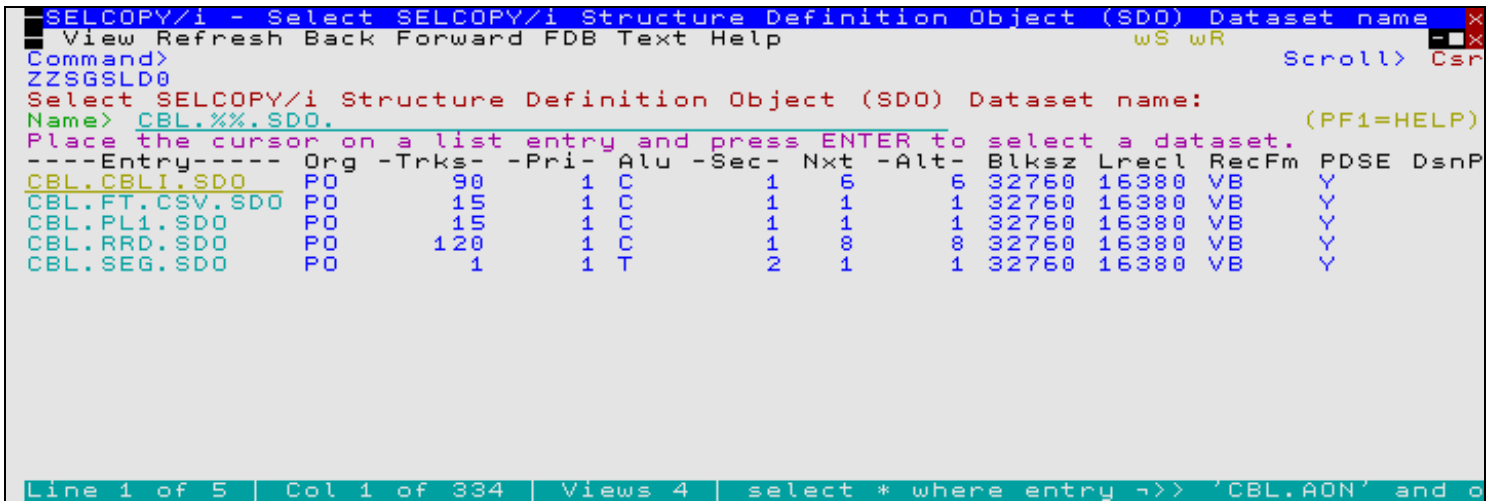 SELCOPY/i - Select SELCOPY/i Structure Definition Object (SDO) Dataset name
View Refresh Back Forward FDB Text Help wS wR
Command> Scroll> Csr
ZZSGSLD0
Select SELCOPY/i Structure Definition Object (SDO) Dataset name:
Name> CBL.%%.SDO. (PF1=HELP)
Place the cursor on a list entry and press ENTER to select a dataset.
----Entry----- Org -Trks- -Pri- Alu -Sec- Nxt -Alt- Blksz Lrecl RecFm PDSE DsnP
CBL.CBLI.SDO PO 90 1 C 1 6 6 32760 16380 VB Y
CBL.FT.CSV.SDO PO 15 1 C 1 1 1 32760 16380 VB Y
CBL.PL1.SDO PO 15 1 C 1 1 1 32760 16380 VB Y
CBL.RRD.SDO PO 120 1 C 1 8 8 32760 16380 VB Y
CBL.SEG.SDO PO 1 1 T 2 1 1 32760 16380 VB Y
Line 1 of 5 | Col 1 of 334 | Views 4 | select * where entry ¬>> 'CBL.AON' and o